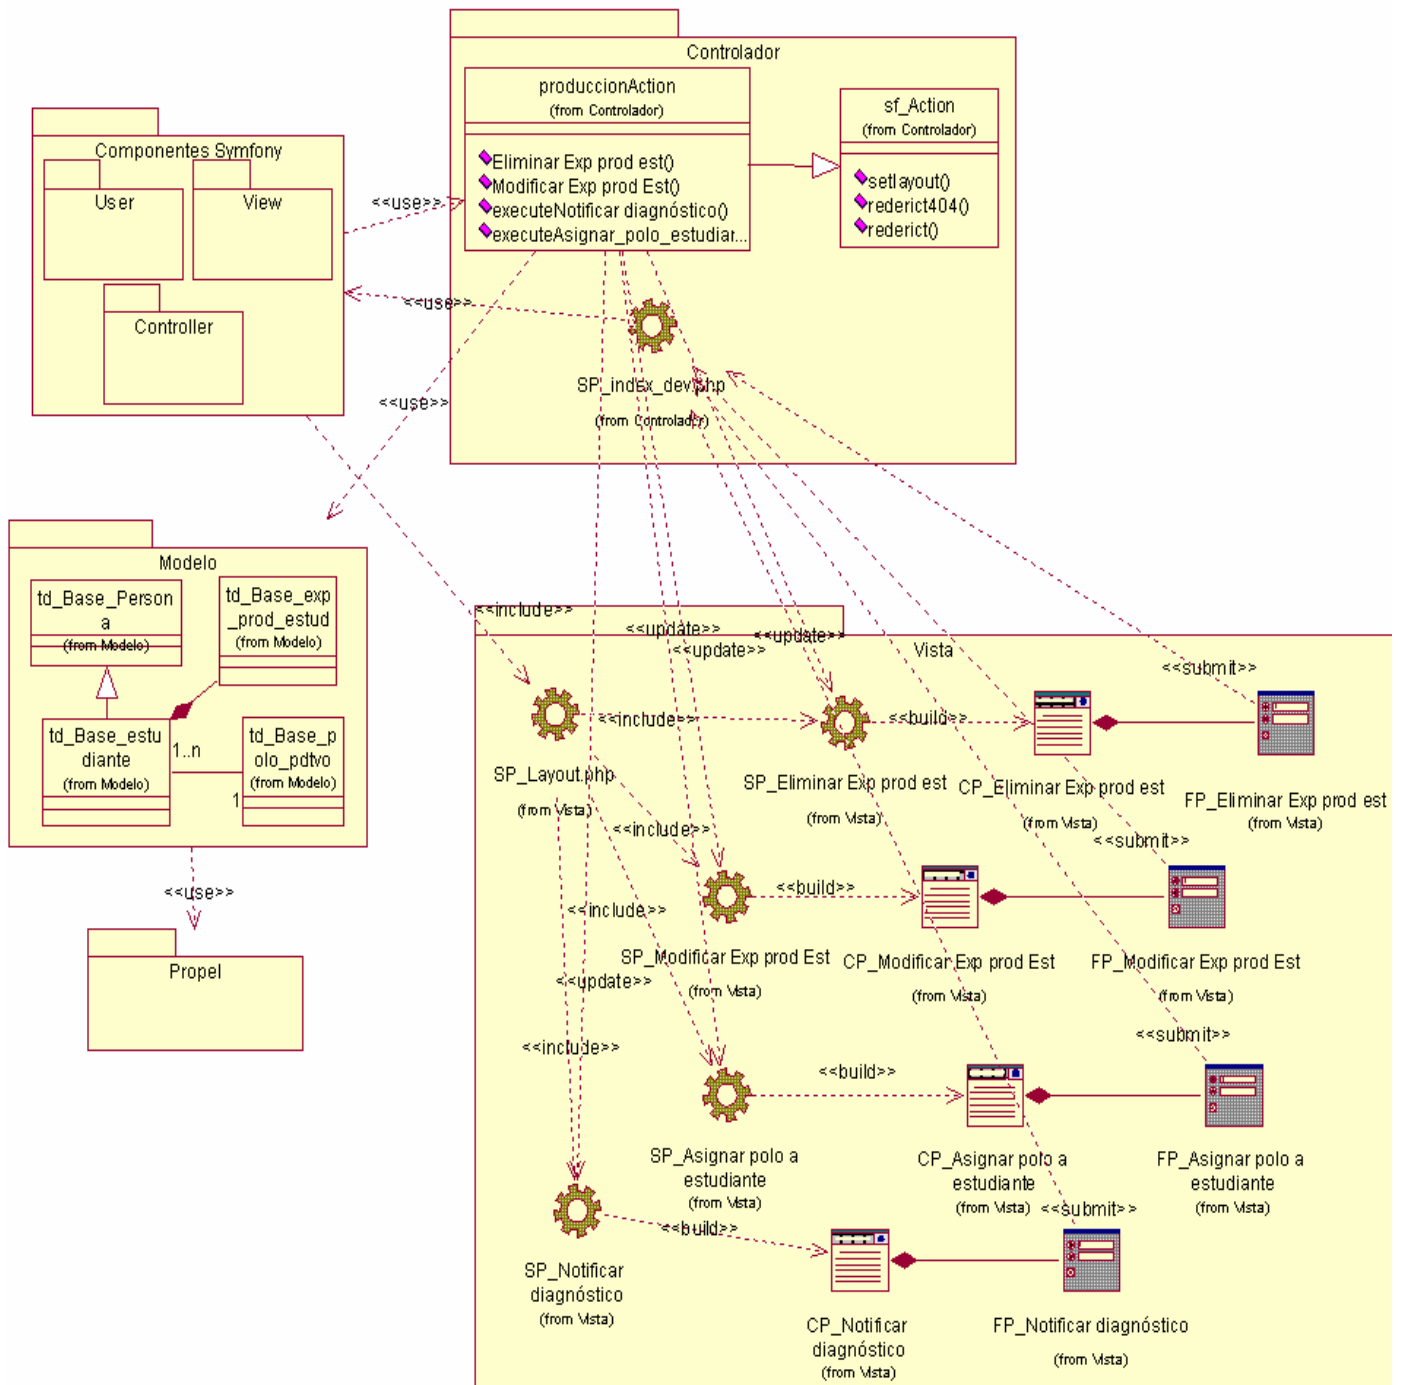 Controlador
produccionAction
(from Controlador)
Eliminar Exp prod est()
Modificar Exp prod Est()
executeNotificar diagnóstico()
executeAsignar_polo_estudiar...
sf_Action
(from Controlador)
setlayout()
rederict404()
rederict()
Componentes Symfony
User
View
Controller
<<use>>
<<use>>
<<use>>
SP_index_dev.php
(from Controlador)
Modelo
td_Base_Person
a
(from Modelo)
td_Base_exp
_prod_estud
(from Modelo)
td_Base_estu
diante
(from Modelo)
1..n
1
td_Base_p
olo_pdtvo
(from Modelo)
<<use>>
Propel
Vista
<<include>>
<<update>>
<<update>>
<<update>>
<<submit>>
<<include>>
<<build>>
SP_Layout.php
(from Vista)
SP_Eliminar Exp prod est
(from Vista)
CP_Eliminar Exp prod est
(from Vista)
FP_Eliminar Exp prod est
(from Vista)
<<include>>
<<submit>>
<<build>>
<<include>>
SP_Modificar Exp prod Est
(from Vista)
CP_Modificar Exp prod Est
(from Vista)
FP_Modificar Exp prod Est
(from Vista)
<<update>>
<<include>>
<<submit>>
<<build>>
SP_Asignar polo a
estudiante
(from Vista)
CP_Asignar polo a
estudiante
(from Vista)
FP_Asignar polo a
estudiante
(from Vista)
<<submit>>
<<build>>
SP_Notificar
diagnóstico
(from Vista)
CP_Notificar
diagnóstico
(from Vista)
FP_Notificar diagnóstico
(from Vista)